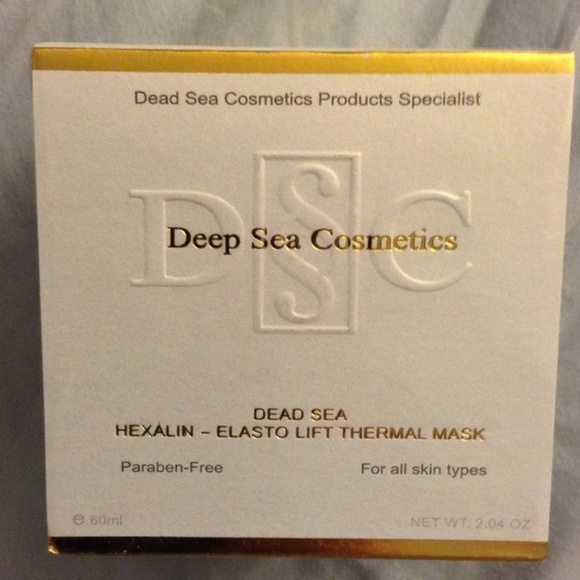 Dead Sea Cosmetics Products Specialist
DSC
Deep Sea Cosmetics
DEAD SEA
HEXALIN – ELASTO LIFT THERMAL MASK
Paraben-Free For all skin types
℮ 60ml NET WT. 2.04 OZ